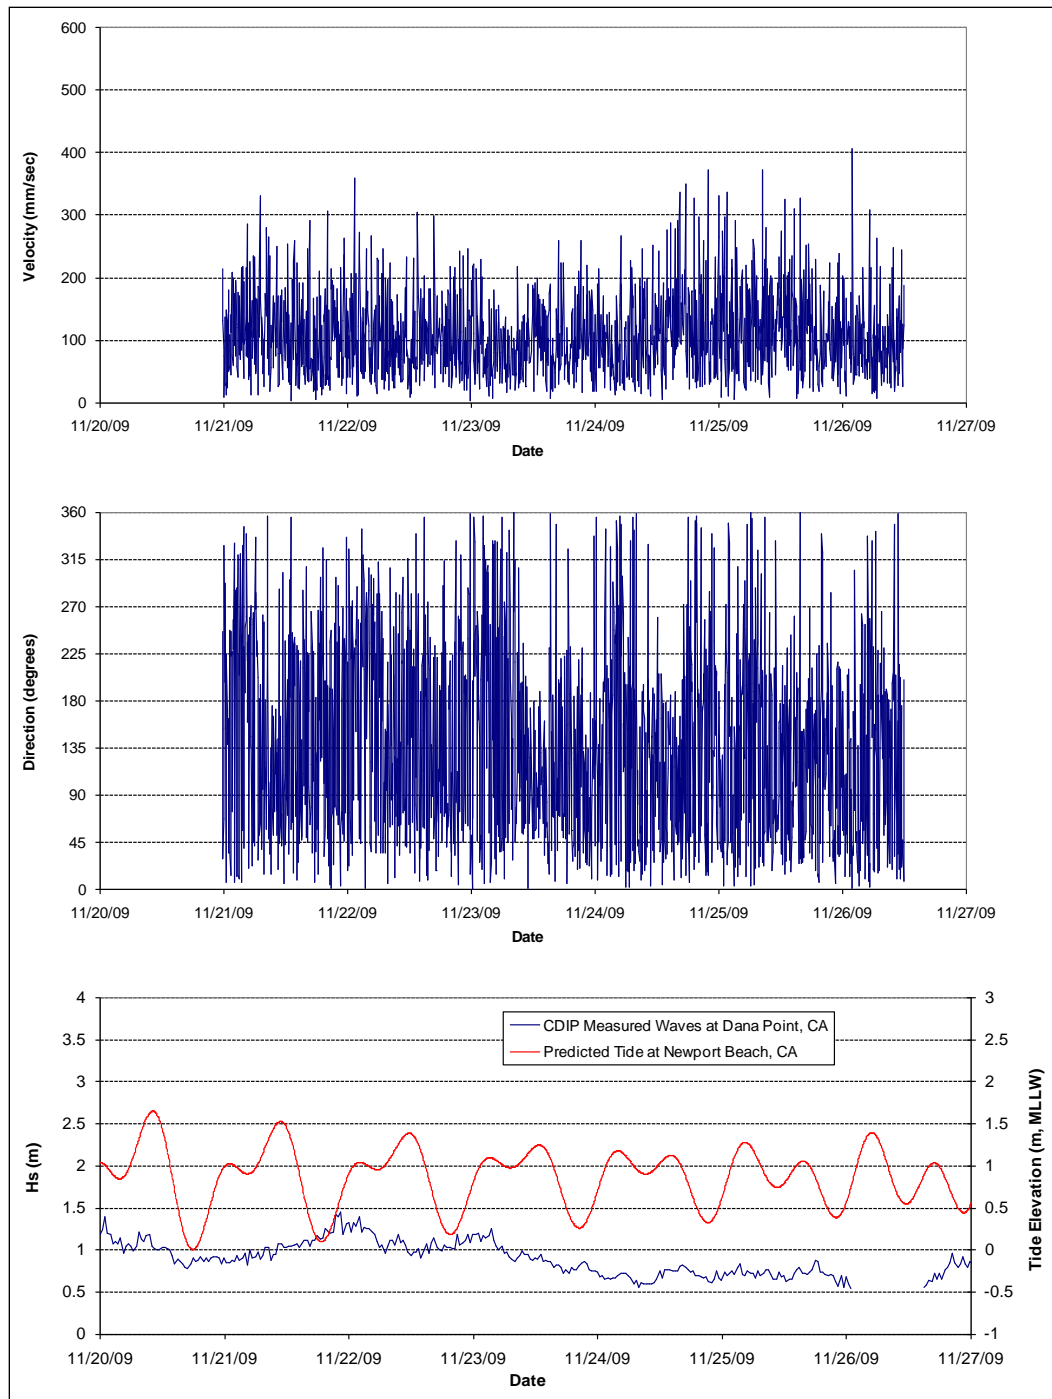 600
500
400
300
200
100
0
Velocity (mm/sec)
11/20/09 11/21/09 11/22/09 11/23/09 11/24/09 11/25/09 11/26/09 11/27/09
Date
360
315
270
225
180
135
90
45
0
Direction (degrees)
11/20/09 11/21/09 11/22/09 11/23/09 11/24/09 11/25/09 11/26/09 11/27/09
Date
4
3.5
3
2.5
2
1.5
1
0.5
0
Hs (m)
CDIP Measured Waves at Dana Point, CA
Predicted Tide at Newport Beach, CA
3
2.5
2
1.5
1
0.5
0
-0.5
-1
Tide Elevation (m, MLLW)
11/20/09 11/21/09 11/22/09 11/23/09 11/24/09 11/25/09 11/26/09 11/27/09
Date